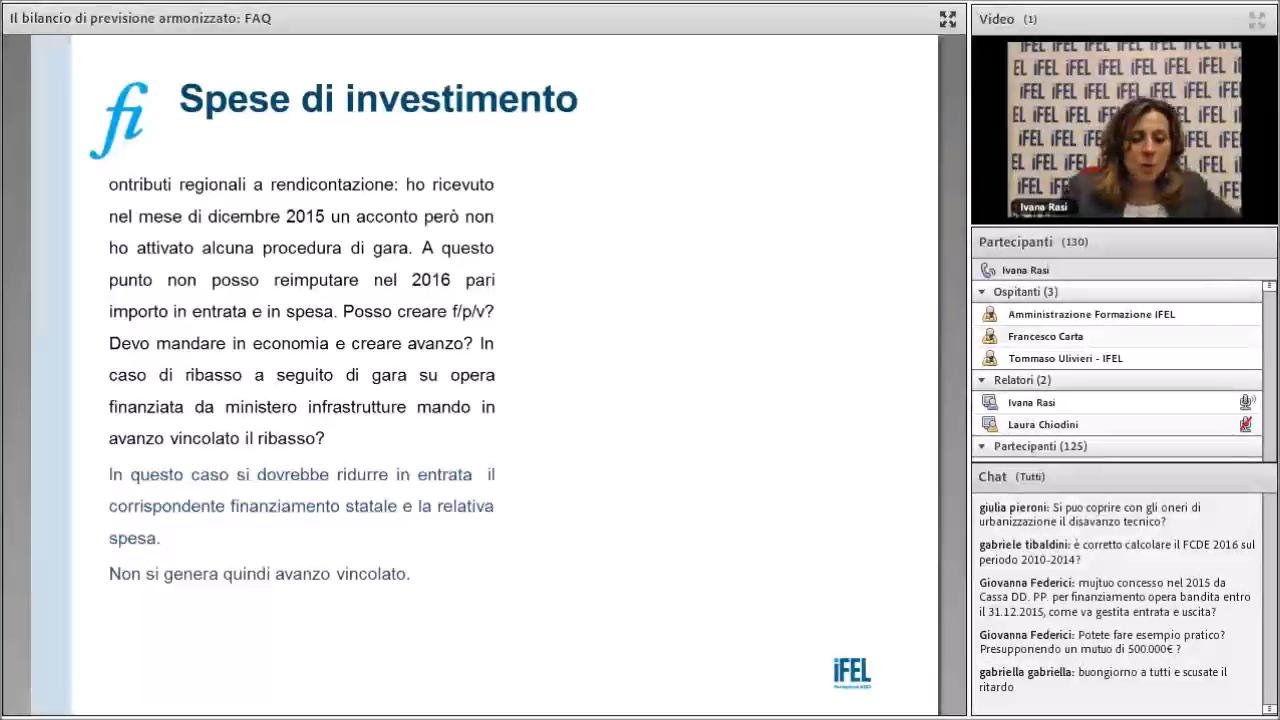 Il bilancio di previsione armonizzato: FAQ
Spese di investimento
ontributi regionali a rendicontazione: ho ricevuto
nel mese di dicembre 2015 un acconto però non
ho attivato alcuna procedura di gara. A questo
punto non posso reimputare nel 2016 pari
importo in entrata e in spesa. Posso creare f/p/v?
Devo mandare in economia e creare avanzo? In
caso di ribasso a seguito di gara su opera
finanziata da ministero infrastrutture mando in
avanzo vincolato il ribasso?
In questo caso si dovrebbe ridurre in entrata il
corrispondente finanziamento statale e la relativa
spesa.
Non si genera quindi avanzo vincolato.
iFEL
Video (1)
EL iFEL iFEL iFEL iFEL iFEL
Ivana Rasi
Partecipanti (130)
Ivana Rasi
Ospitanti (3)
Amministrazione Formazione IFEL
Francesco Carta
Tommaso Ulivieri - IFEL
Relatori (2)
Ivana Rasi
Laura Chiodini
Partecipanti (125)
Chat (Tutti)
giulia pieroni: Si puo coprire con gli oneri di
urbanizzazione il disavanzo tecnico?
gabriele tibaldini: è corretto calcolare il FCDE 2016 sul
periodo 2010-2014?
Giovanna Federici: mujtuo concesso nel 2015 da
Cassa DD. PP. per finanziamento opera bandita entro
il 31.12.2015, come va gestita entrata e uscita?
Giovanna Federici: Potete fare esempio pratico?
Presupponendo un mutuo di 500.000€ ?
gabriella gabriella: buongiorno a tutti e scusate il
ritardo